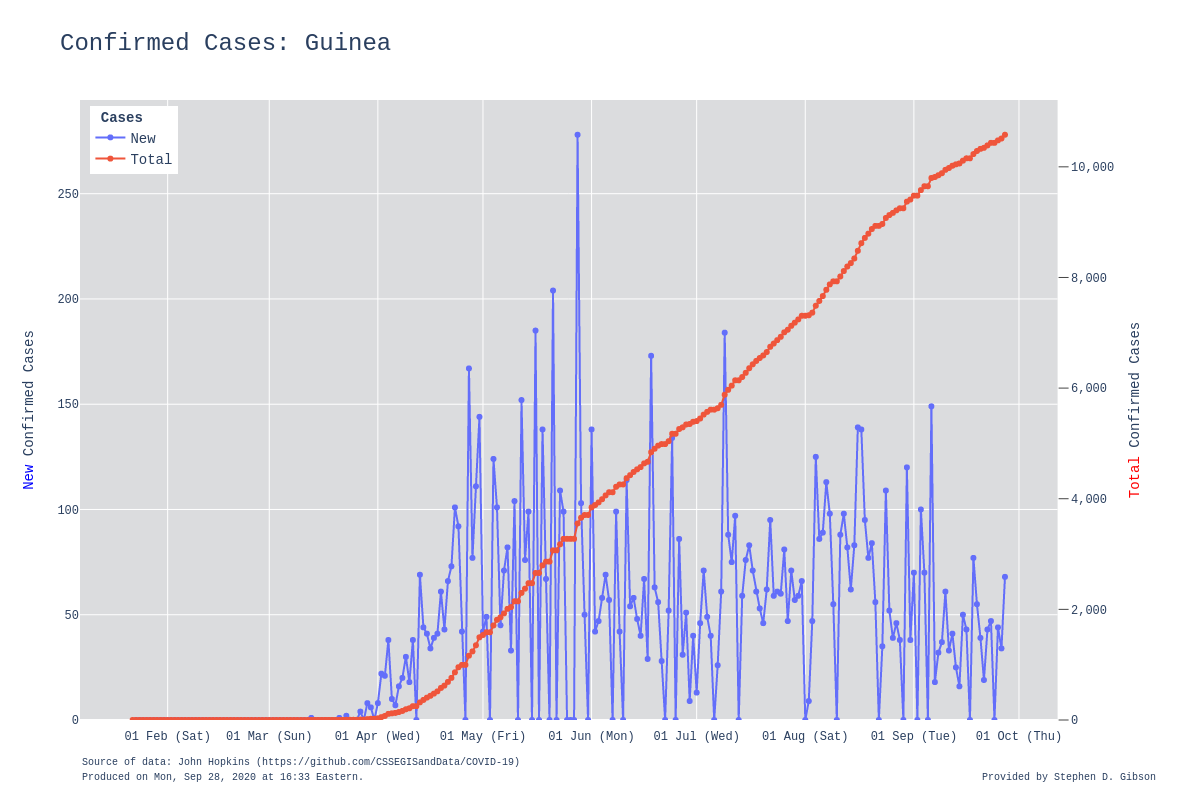 Confirmed Cases: Guinea
Cases
New
Total
250
200
150
100
50
0
10,000
8,000
6,000
4,000
2,000
0
New Confirmed Cases
Total Confirmed Cases
01 Feb (Sat) 01 Mar (Sun) 01 Apr (Wed) 01 May (Fri) 01 Jun (Mon) 01 Jul (Wed) 01 Aug (Sat) 01 Sep (Tue) 01 Oct (Thu)
Source of data: John Hopkins (https://github.com/CSSEGISandData/COVID-19)
Produced on Mon, Sep 28, 2020 at 16:33 Eastern.
Provided by Stephen D. Gibson